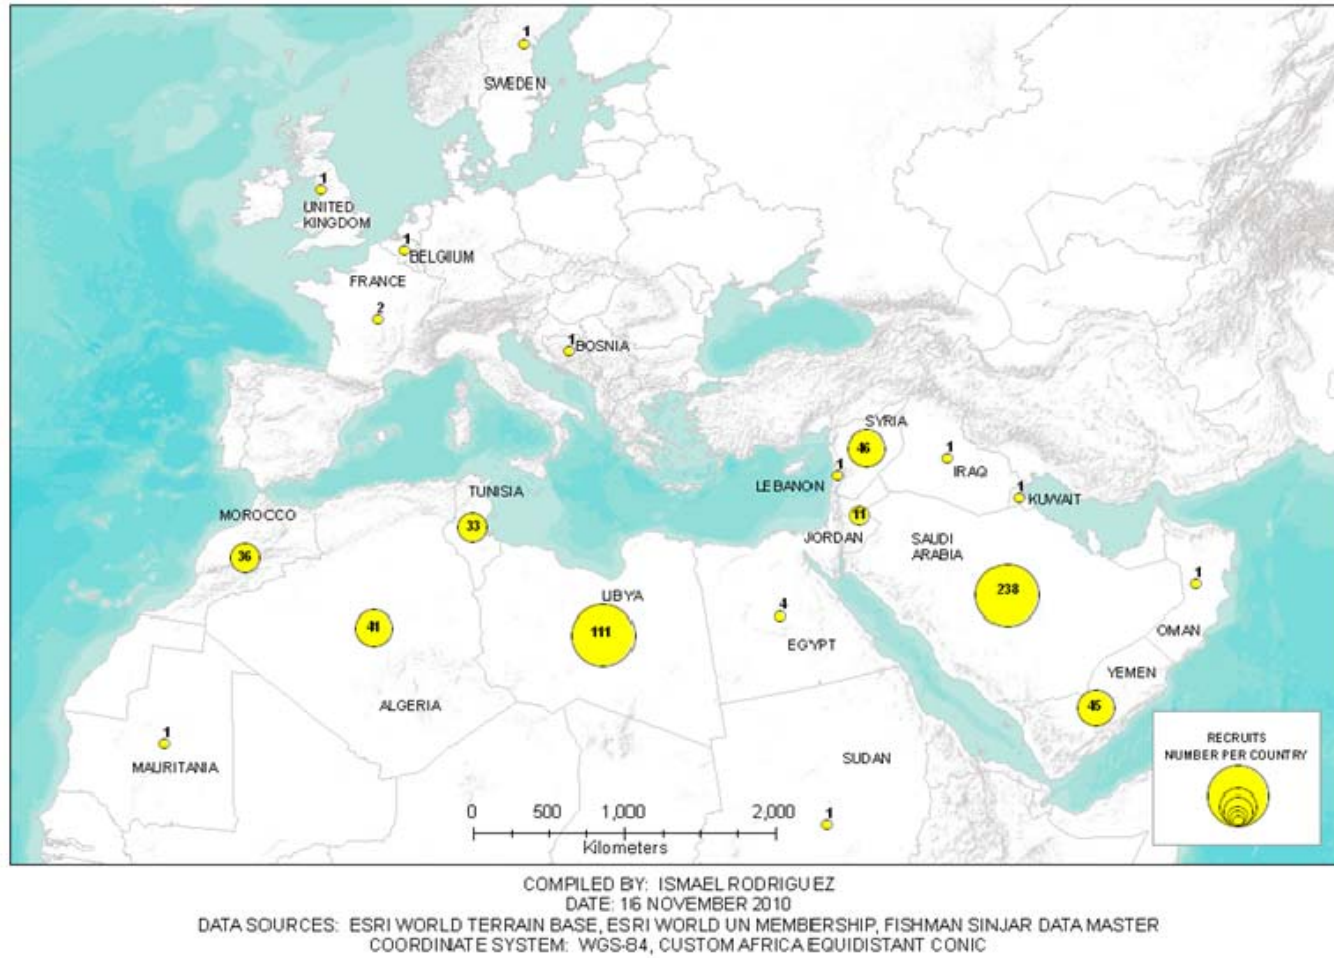 1
SWEDEN
1
UNITED
KINGDOM
1
BELGIUM
FRANCE
2
1
BOSNIA
SYRIA
46
1
IRAQ
1
LEBANON
1
KUWAIT
TUNISIA
33
MOROCCO
36
11
JORDAN
SAUDI
ARABIA
238
1
OMAN
LIBYA
111
4
EGYPT
41
ALGERIA
YEMEN
45
1
MAURITANIA
SUDAN
1
RECRUITS
NUMBER PER COUNTRY
0 500 1,000 2,000
Kilometers
COMPILED BY: ISMAEL RODRIGUEZ
DATE: 16 NOVEMBER 2010
DATA SOURCES: ESRI WORLD TERRAIN BASE, ESRI WORLD UN MEMBERSHIP, FISHMAN SINJAR DATA MASTER
COORDINATE SYSTEM: WGS-84, CUSTOM AFRICA EQUIDISTANT CONIC